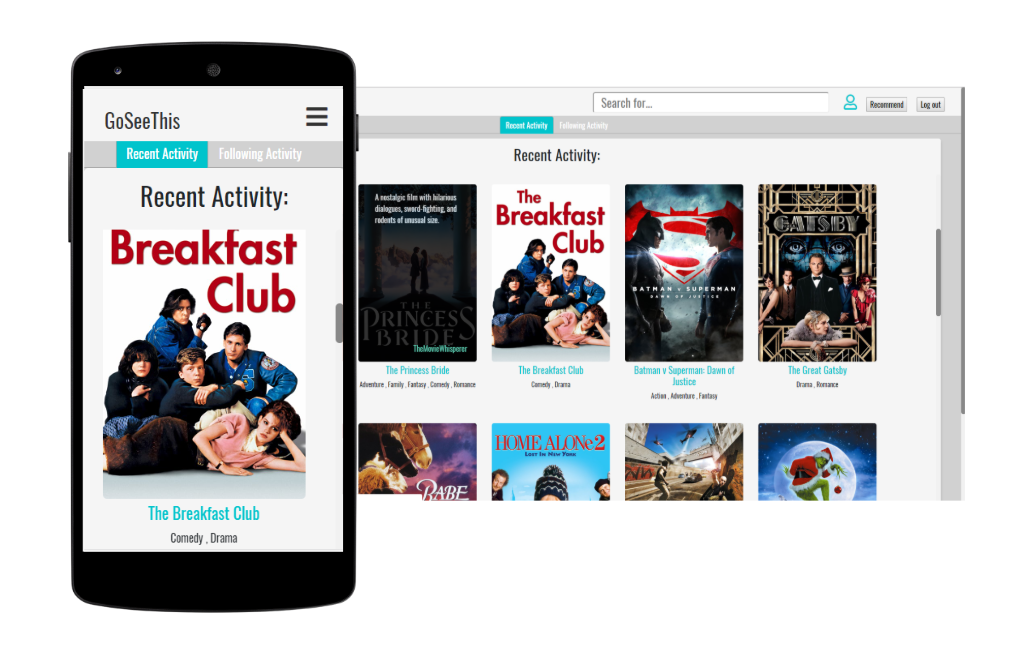 GoSeeThis
Recent Activity Following Activity
Recent Activity:
Breakfast
Club
The Breakfast Club
Comedy , Drama
Search for...
Recommend
Log out
Recent Activity Following Activity
Recent Activity:
A nostalgic film with hilarious
dialogues, sword-fighting, and
rodents of unusual size.
THE
PRINCESS
BRIDE
TheMovieWhisperer
The Princess Bride
Adventure , Family , Fantasy , Comedy , Romance
The
Breakfast
Club
The Breakfast Club
Comedy , Drama
BATMAN V SUPERMAN
DAWN OF JUSTICE
Batman v Superman: Dawn of
Justice
Action , Adventure , Fantasy
GATSBY
The Great Gatsby
Drama , Romance
BABE
HOME ALONE 2
LOST IN NEW YORK